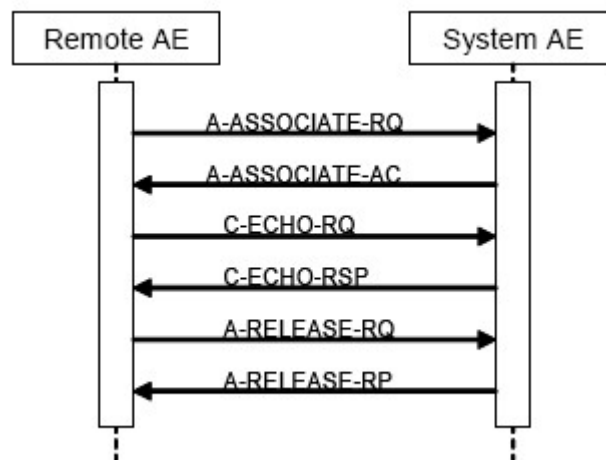 Remote AE
System AE
A-ASSOCIATE-RQ
A-ASSOCIATE-AC
C-ECHO-RQ
C-ECHO-RSP
A-RELEASE-RQ
A-RELEASE-RP